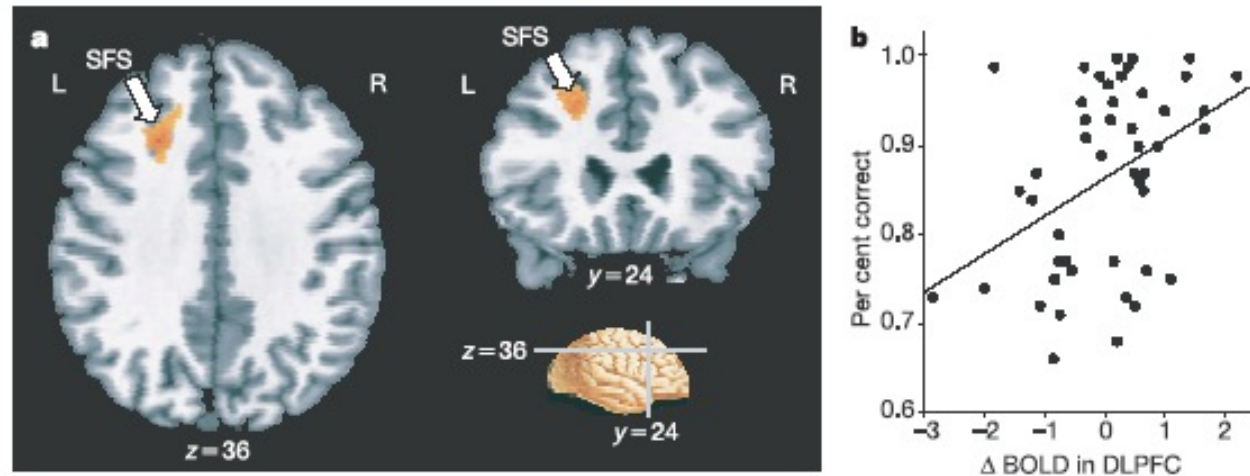 a
SFS
L
R
z=36
SFS
L
R
y=24
z=36
y=24
b
Per cent correct
1.0
0.9
0.8
0.7
0.6
−3
−2
−1
0
1
2
Δ BOLD in DLPFC